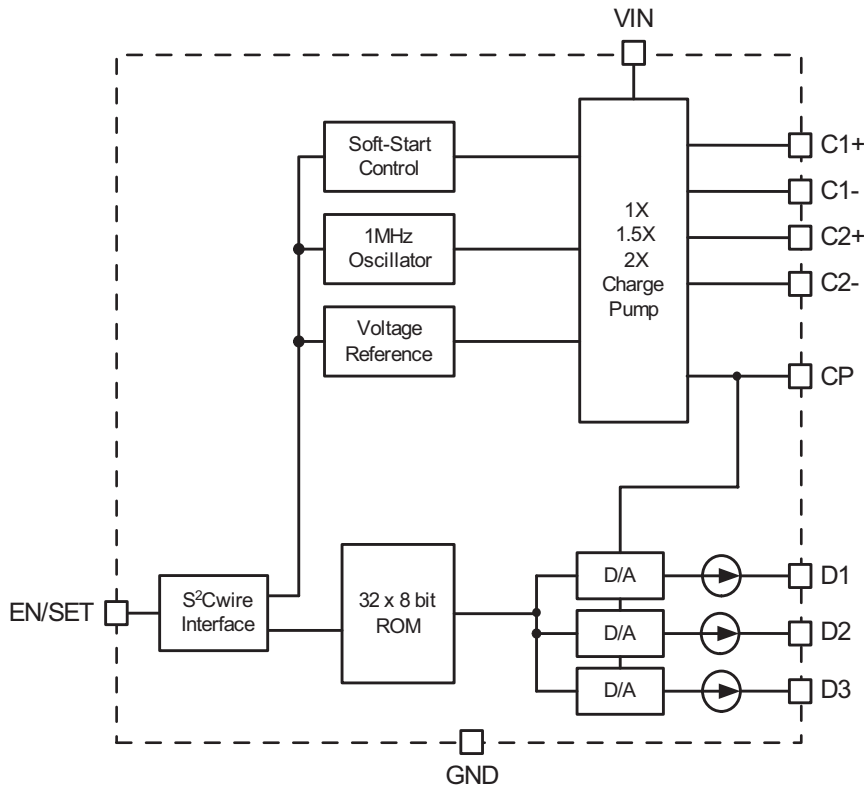 VIN
Soft-Start
Control
1MHz
Oscillator
Voltage
Reference
1X
1.5X
2X
Charge
Pump
C1+
C1-
C2+
C2-
CP
EN/SET
S²Cwire
Interface
32 x 8 bit
ROM
D/A
D/A
D/A
D1
D2
D3
GND